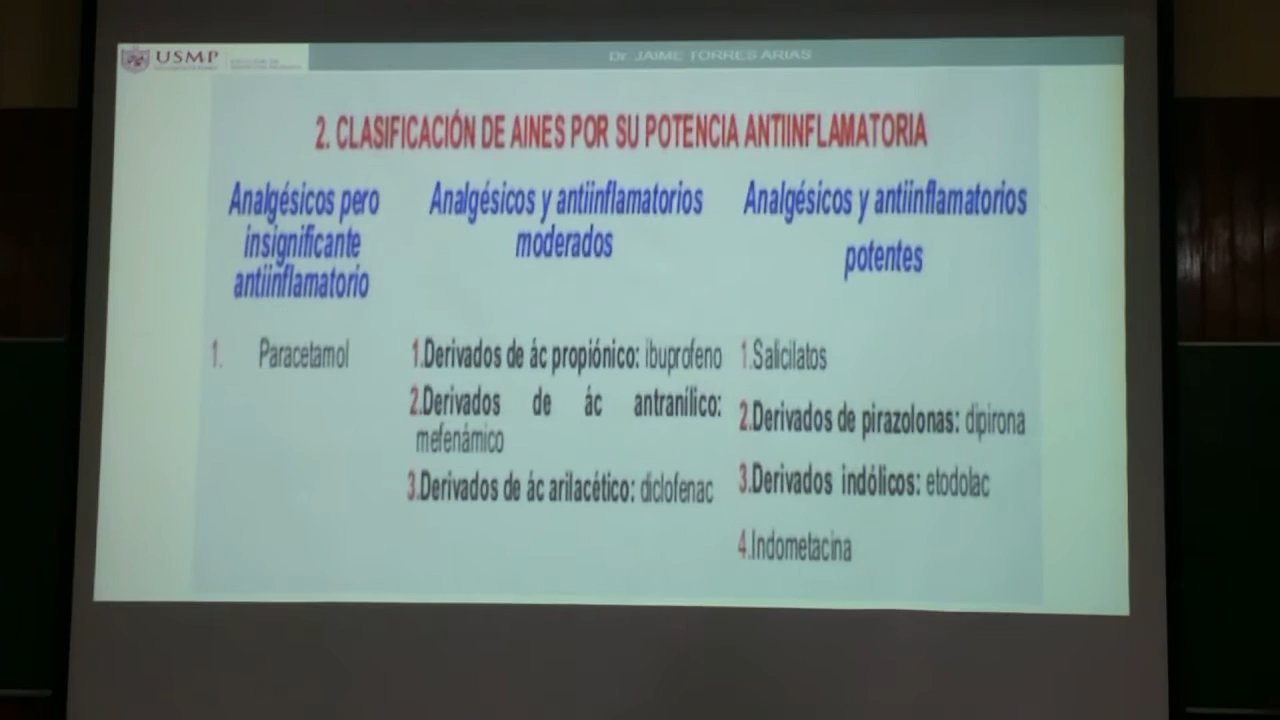 USMP
Dr. JAIME TORRES ARIAS
2. CLASIFICACIÓN DE AINES POR SU POTENCIA ANTIINFLAMATORIA
Analgésicos pero
insignificante
antiinflamatorio
1. Paracetamol
Analgésicos y antiinflamatorios
moderados
1.Derivados de ác propiónico: ibuprofeno
2.Derivados de ác antranílico:
mefenámico
3.Derivados de ác arilacético: diclofenac
Analgésicos y antiinflamatorios
potentes
1.Salicilatos
2.Derivados de pirazolonas: dipirona
3.Derivados indólicos: etodolac
4.Indometacina